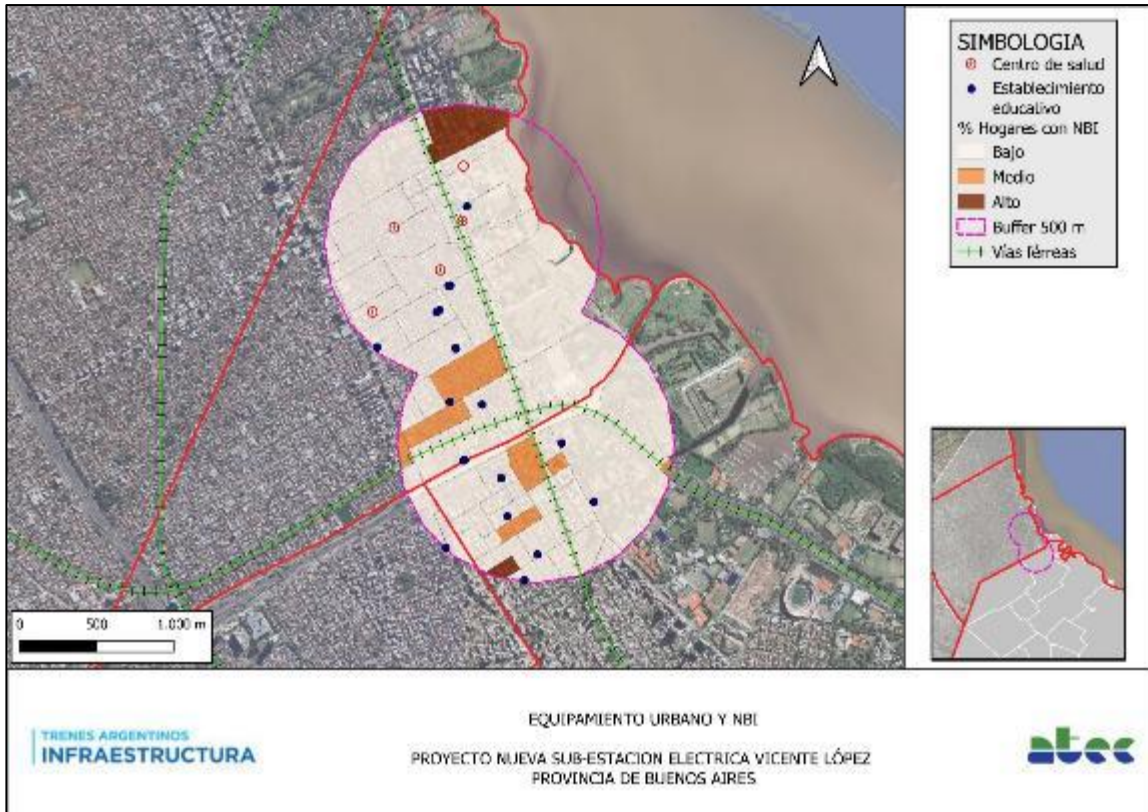 SIMBOLOGIA
Centro de salud
Establecimiento
educativo
% Hogares con NBI
Bajo
Medio
Alto
Buffer 500 m
Vías férreas
0 500 1.000 m
TRENES ARGENTINOS
INFRAESTRUCTURA
EQUIPAMIENTO URBANO Y NBI
PROYECTO NUEVA SUB-ESTACION ELECTRICA VICENTE LÓPEZ
PROVINCIA DE BUENOS AIRES
atec